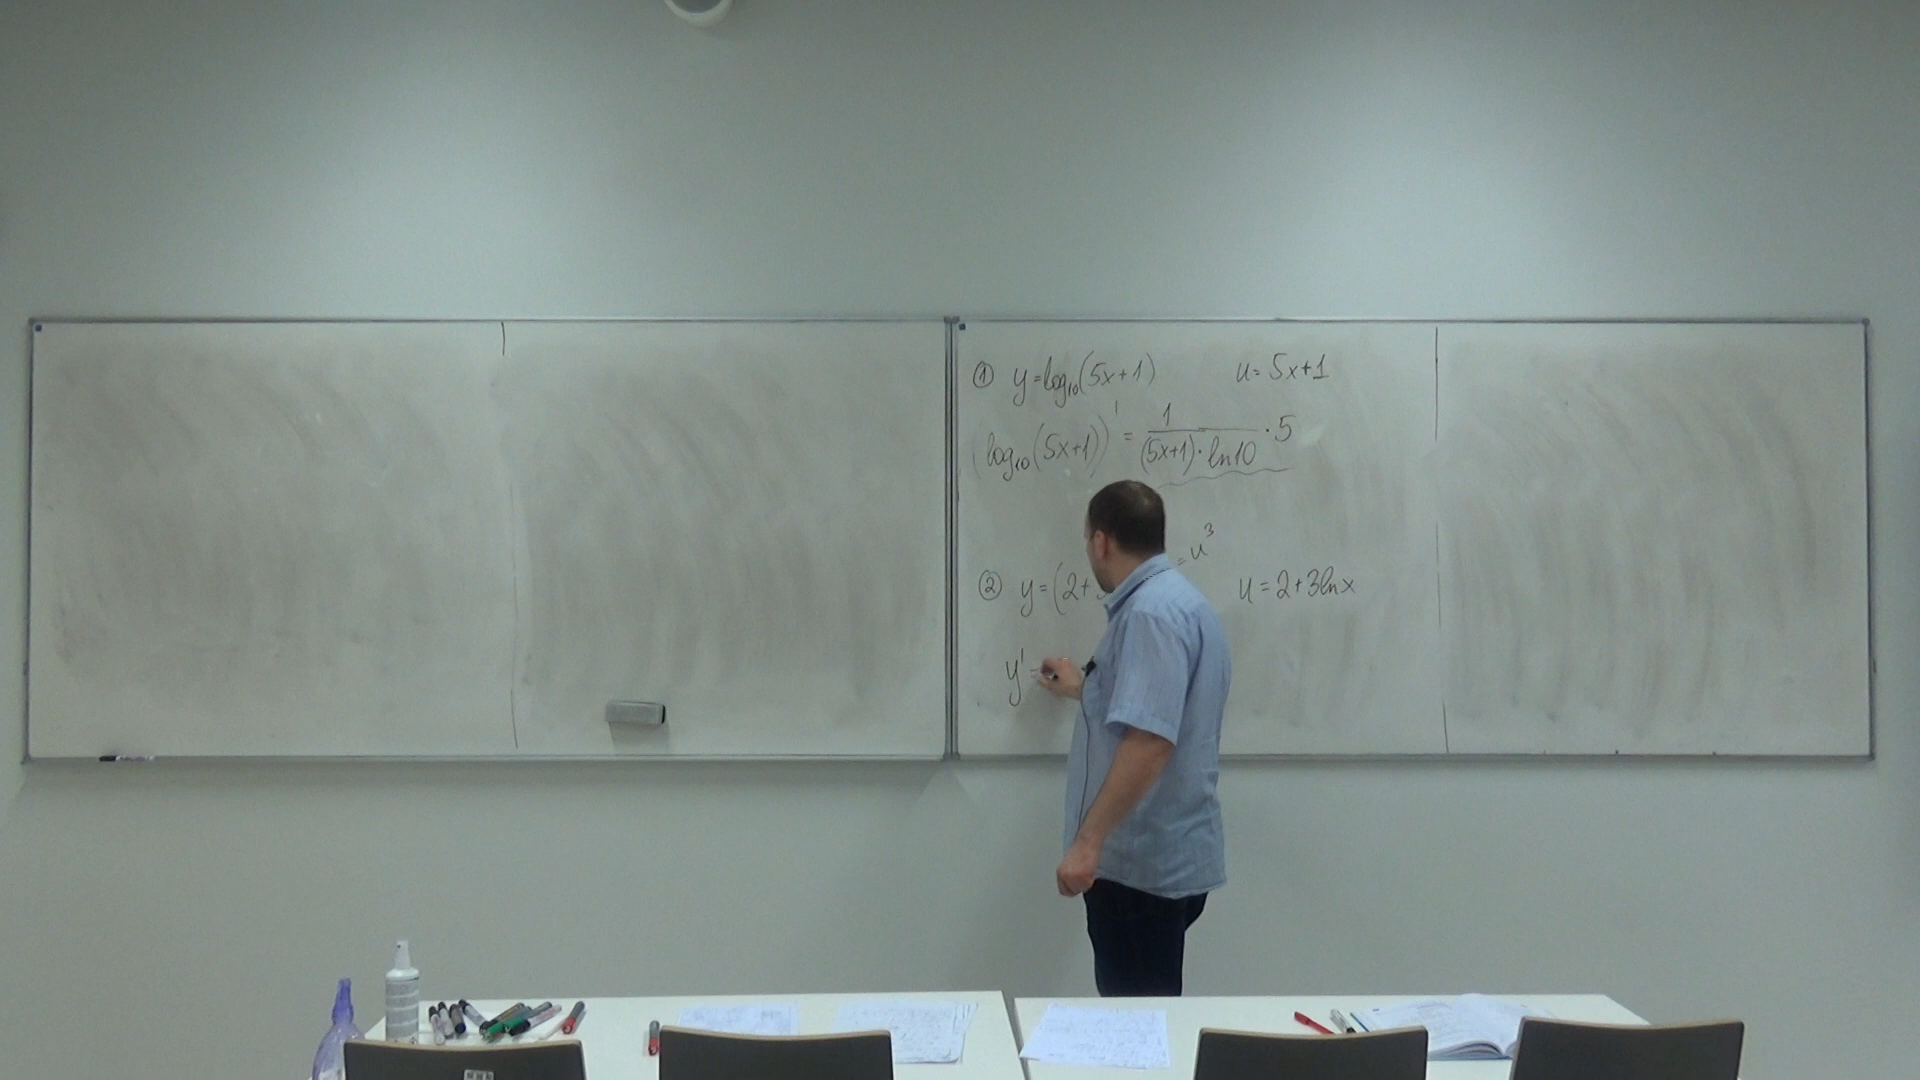 ① y=log₁₀(5x+1) u=5x+1
(log₁₀(5x+1))' = 1/((5x+1)·ln10) · 5
② y=(2+ =u³ u=2+3lnx
y'=